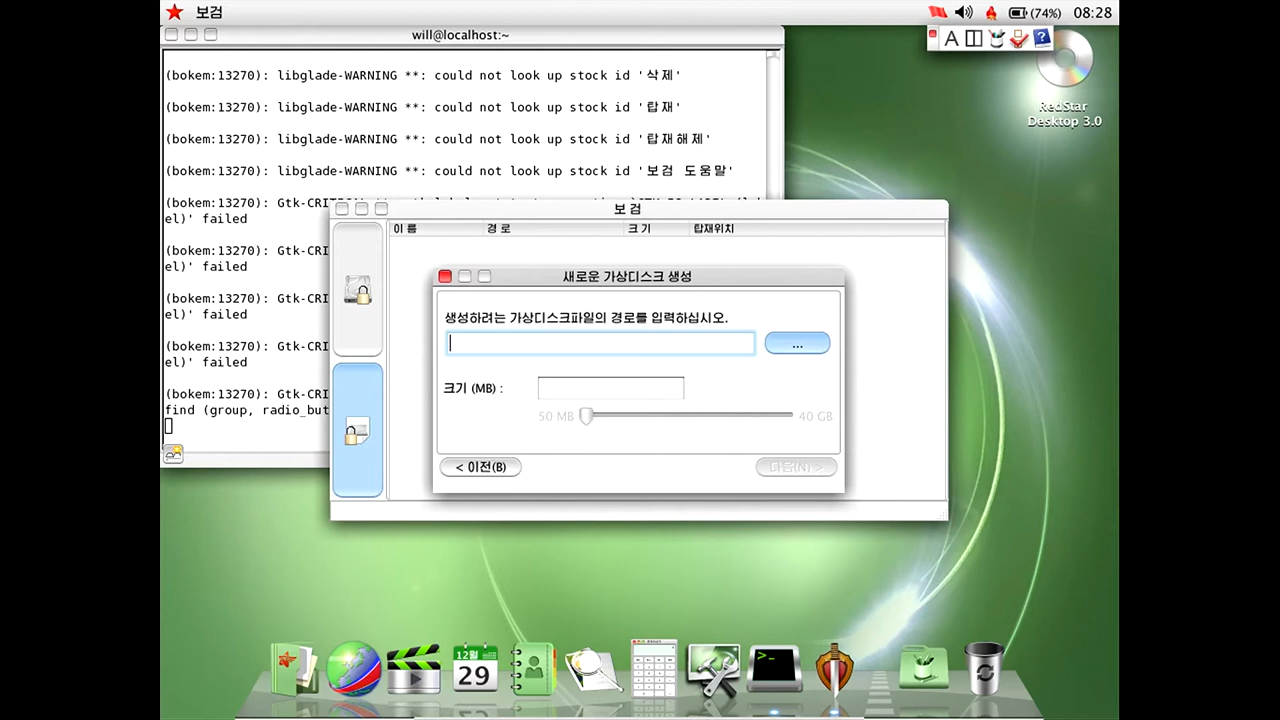 보검
(74%) 08:28
will@localhost:~
A
RedStar
Desktop 3.0
(bokem:13270): libglade-WARNING **: could not look up stock id '삭제'
(bokem:13270): libglade-WARNING **: could not look up stock id '탑재'
(bokem:13270): libglade-WARNING **: could not look up stock id '탑재해제'
(bokem:13270): libglade-WARNING **: could not look up stock id '보검 도움말'
(bokem:13270): Gtk-CRI
el)' failed
(bokem:13270): Gtk-CRI
el)' failed
(bokem:13270): Gtk-CRI
el)' failed
(bokem:13270): Gtk-CRI
el)' failed
(bokem:13270): Gtk-CRI
find (group, radio_but
보검
이름 경로 크기 탑재위치
새로운 가상디스크 생성
생성하려는 가상디스크파일의 경로를 입력하십시오.
...
크기 (MB) :
50 MB 40 GB
< 이전(B) 다음(N) >
12월
29
>_